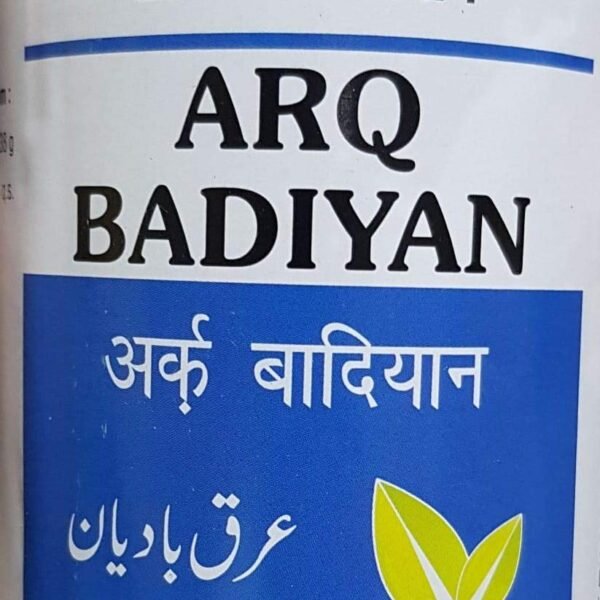 ARQ
BADIYAN
अर्क़ बादियान
عرق بادیان
q.s.